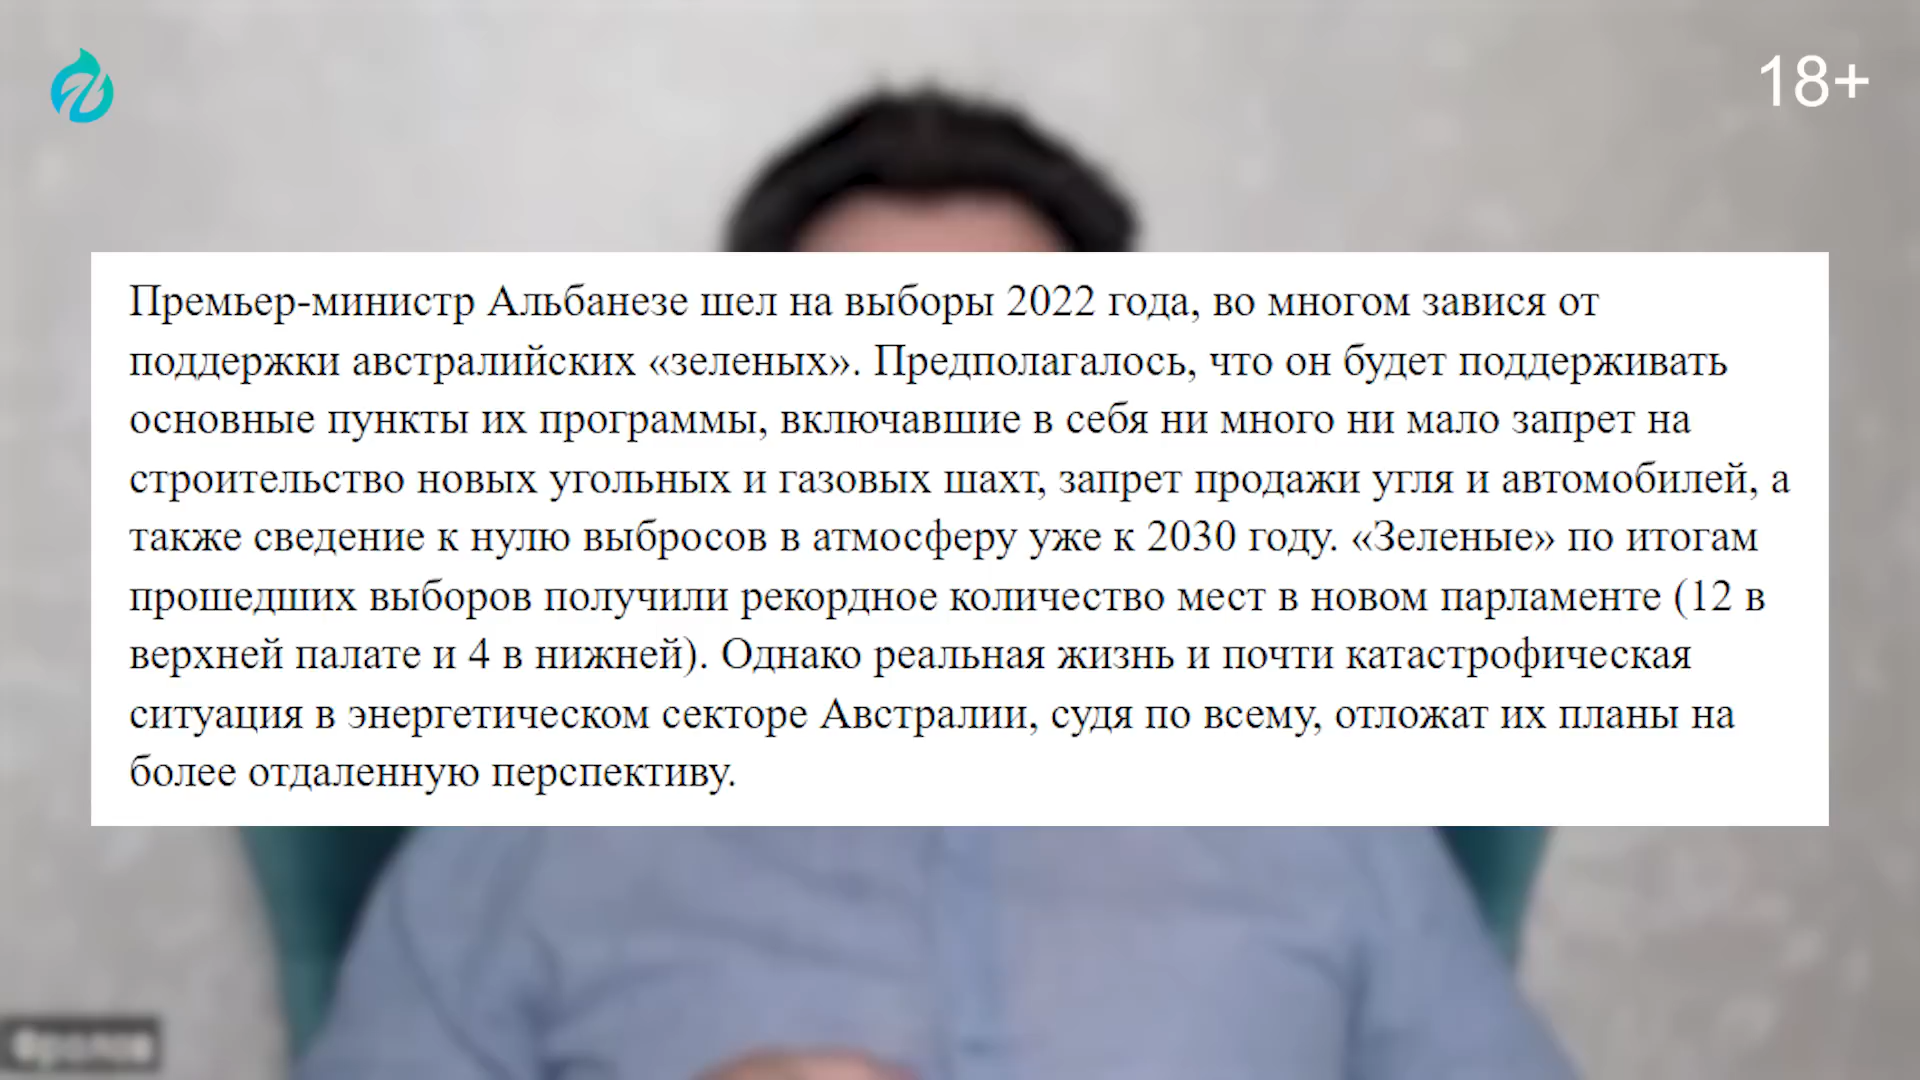 18+
Премьер-министр Альбанезе шел на выборы 2022 года, во многом завися от
поддержки австралийских «зеленых». Предполагалось, что он будет поддерживать
основные пункты их программы, включавшие в себя ни много ни мало запрет на
строительство новых угольных и газовых шахт, запрет продажи угля и автомобилей, а
также сведение к нулю выбросов в атмосферу уже к 2030 году. «Зеленые» по итогам
прошедших выборов получили рекордное количество мест в новом парламенте (12 в
верхней палате и 4 в нижней). Однако реальная жизнь и почти катастрофическая
ситуация в энергетическом секторе Австралии, судя по всему, отложат их планы на
более отдаленную перспективу.